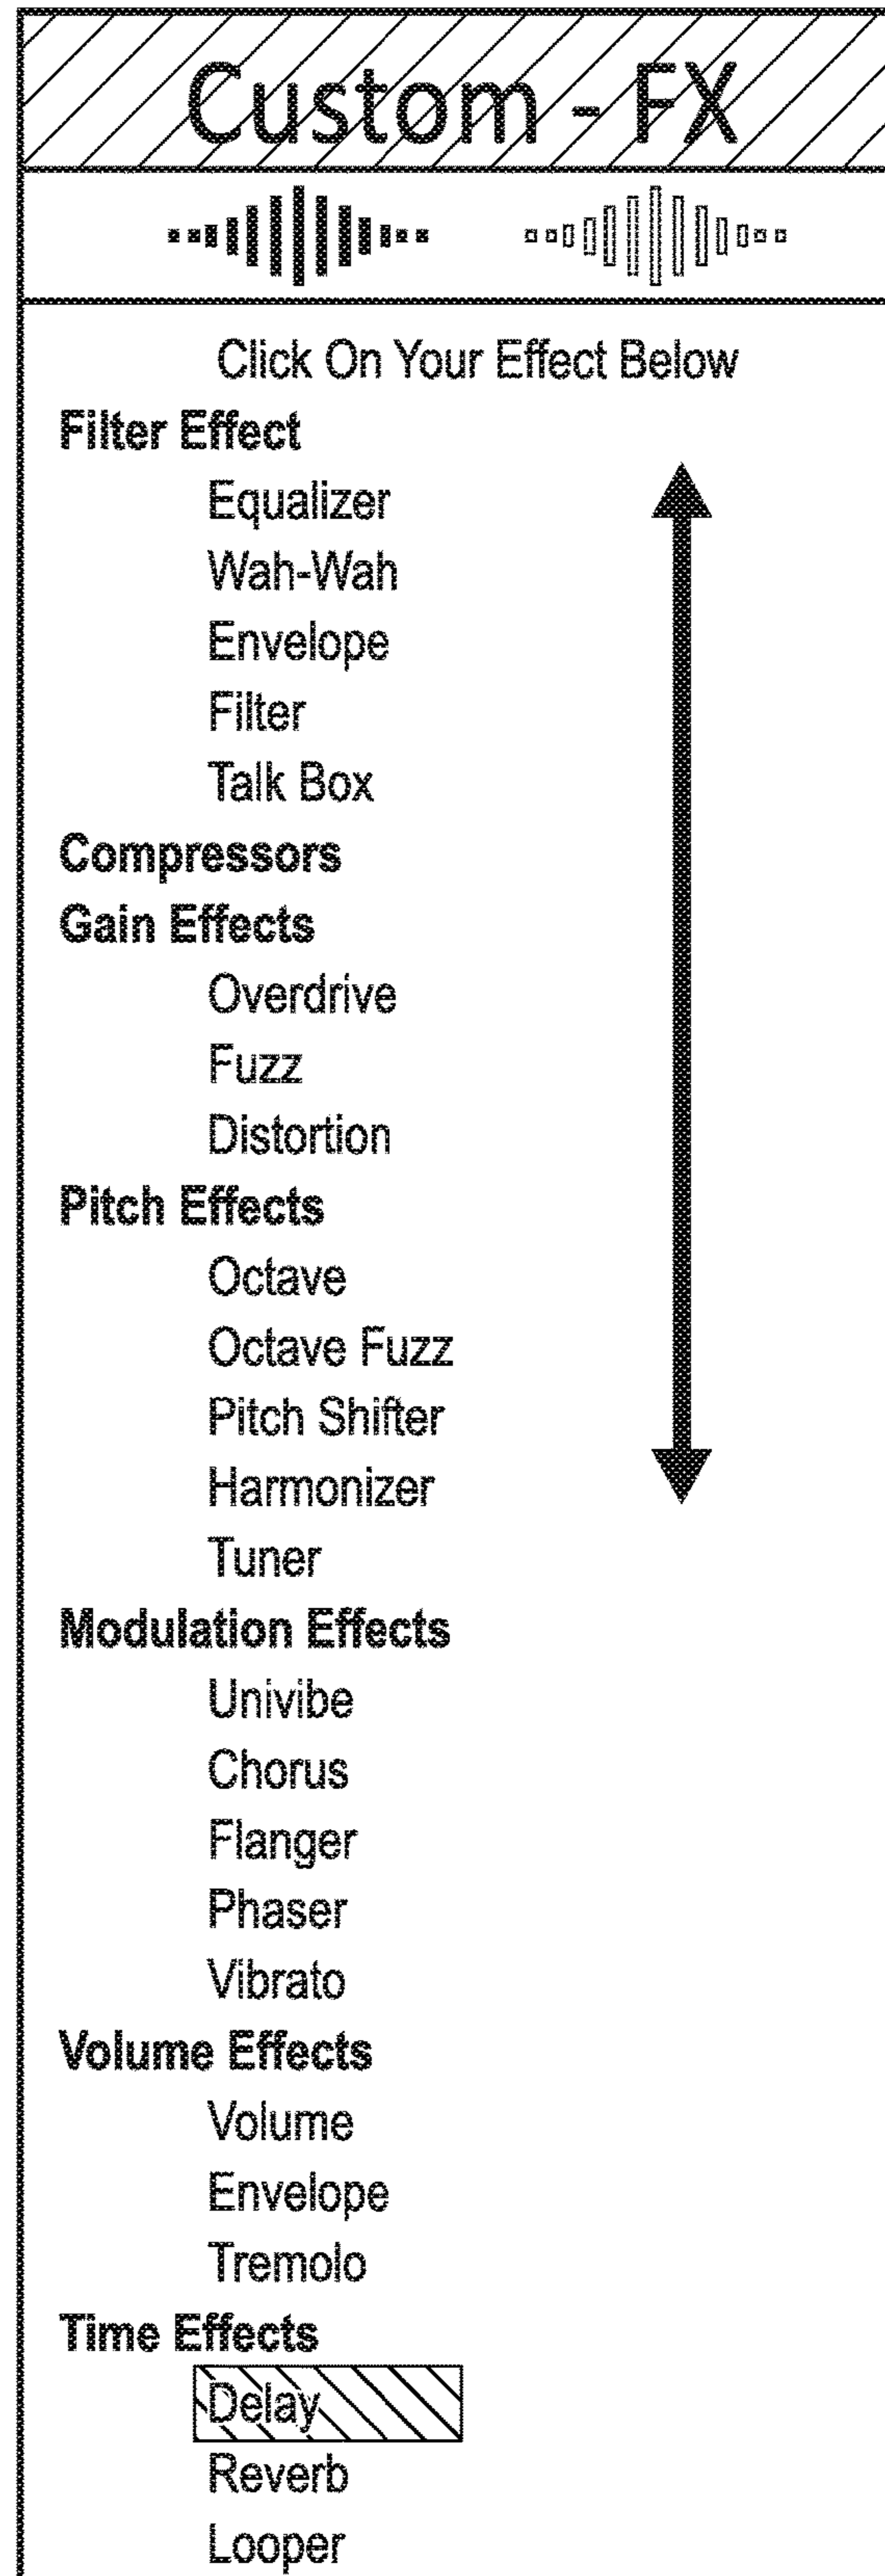 Custom - FX
Click On Your Effect Below
Filter Effect
Equalizer
Wah-Wah
Envelope
Filter
Talk Box
Compressors
Gain Effects
Overdrive
Fuzz
Distortion
Pitch Effects
Octave
Octave Fuzz
Pitch Shifter
Harmonizer
Tuner
Modulation Effects
Univibe
Chorus
Flanger
Phaser
Vibrato
Volume Effects
Volume
Envelope
Tremolo
Time Effects
Delay
Reverb
Looper